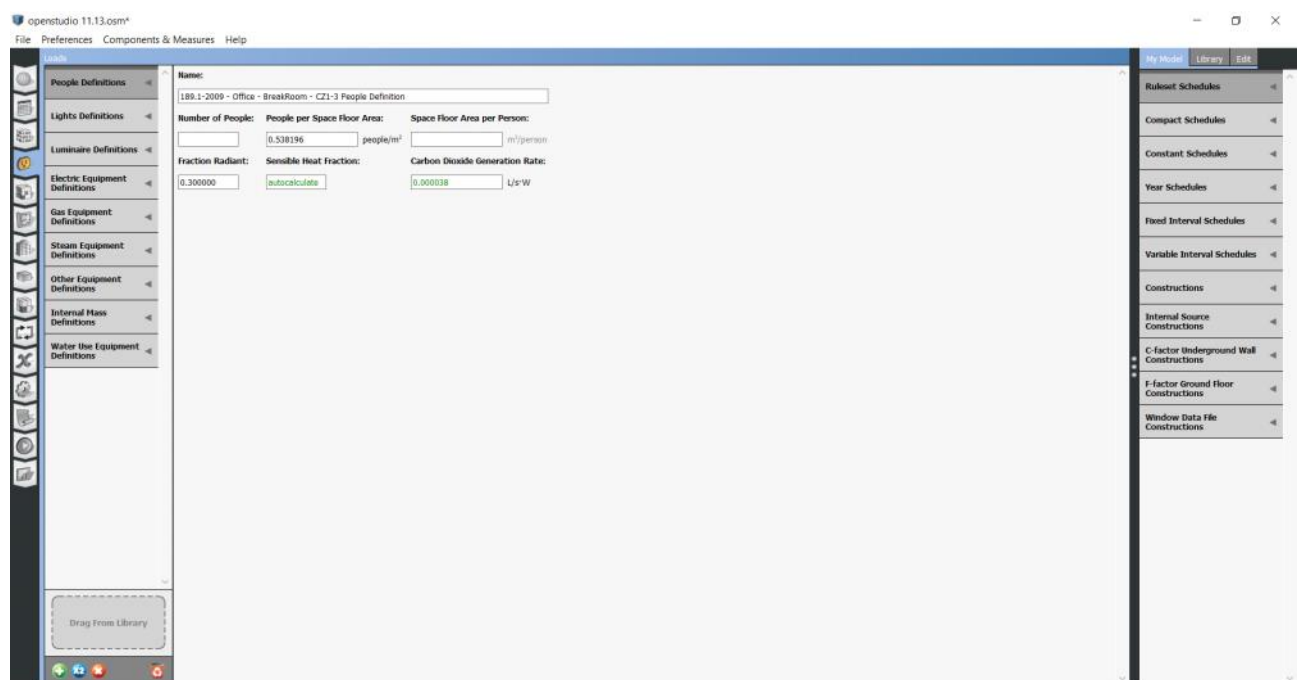 openstudio 11.13.osm*
File Preferences Components & Measures Help
Loads
My Model Library Edit
People Definitions
Lights Definitions
Luminaire Definitions
Electric Equipment
Definitions
Gas Equipment
Definitions
Steam Equipment
Definitions
Other Equipment
Definitions
Internal Mass
Definitions
Water Use Equipment
Definitions
Drag From Library
x2
Name:
189.1-2009 - Office - BreakRoom - CZ1-3 People Definition
Number of People: People per Space Floor Area: Space Floor Area per Person:
0.538196 people/m² m²/person
Fraction Radiant: Sensible Heat Fraction: Carbon Dioxide Generation Rate:
0.300000 autocalculate 0.000038 L/s·W
Ruleset Schedules
Compact Schedules
Constant Schedules
Year Schedules
Fixed Interval Schedules
Variable Interval Schedules
Constructions
Internal Source
Constructions
C-factor Underground Wall
Constructions
F-factor Ground Floor
Constructions
Window Data File
Constructions